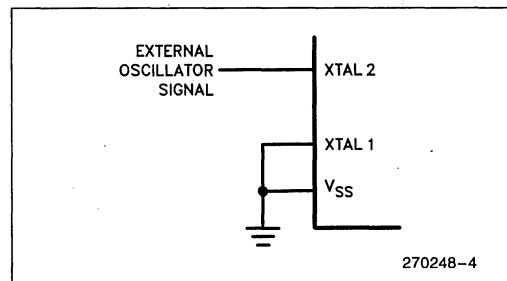 EXTERNAL
OSCILLATOR
SIGNAL
XTAL 2
XTAL 1
VSS
270248-4